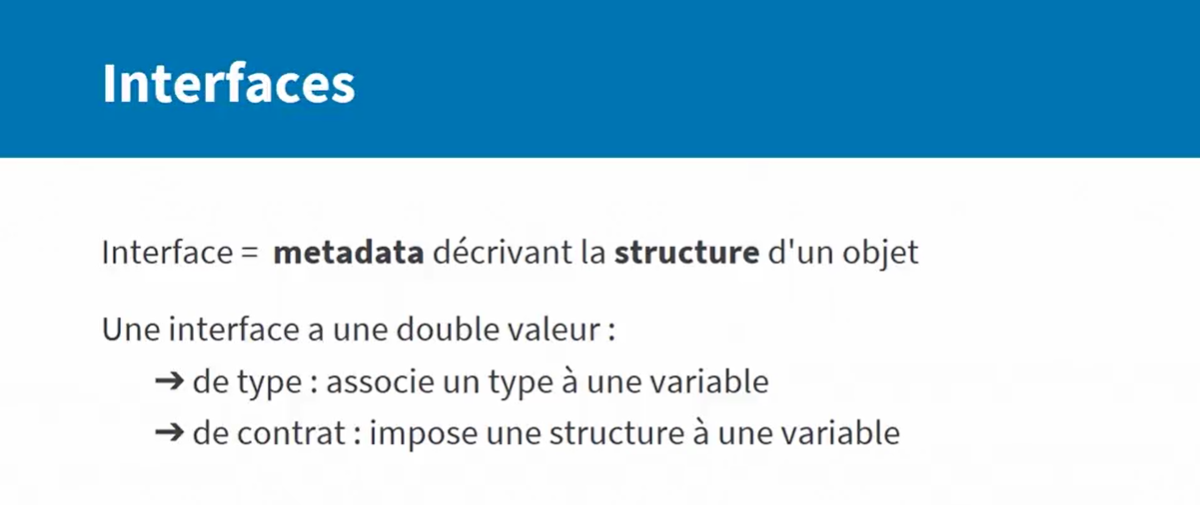 Interfaces
Interface = metadata décrivant la structure d'un objet
Une interface a une double valeur :
➔ de type : associe un type à une variable
➔ de contrat : impose une structure à une variable